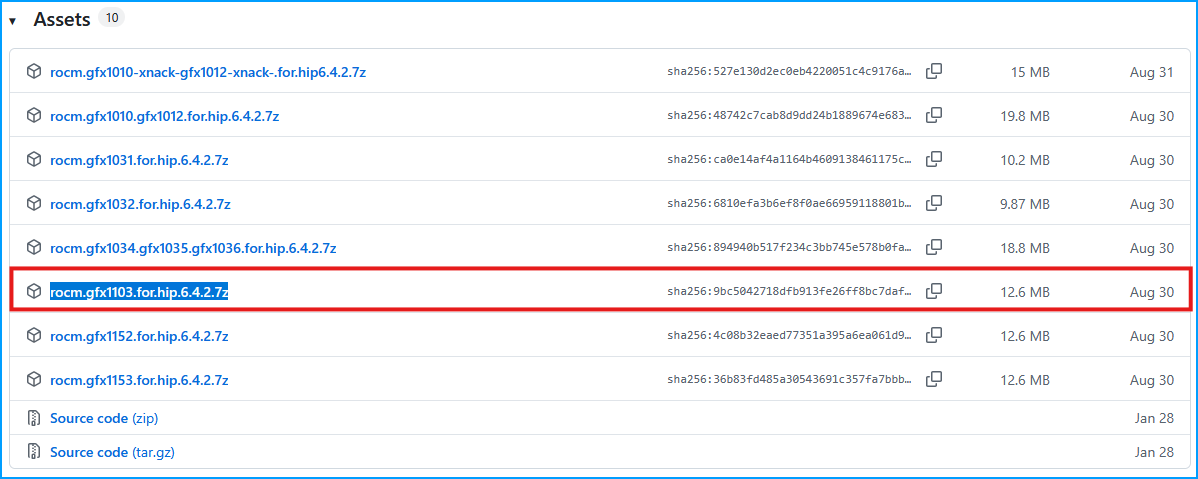 Assets 10
rocm.gfx1010-xnack-gfx1012-xnack-.for.hip6.4.2.7z sha256:527e130d2ec0eb4220051c4c9176a… 15 MB Aug 31
rocm.gfx1010.gfx1012.for.hip.6.4.2.7z sha256:48742c7cab8d9dd24b1889674e683… 19.8 MB Aug 30
rocm.gfx1031.for.hip.6.4.2.7z sha256:ca0e14af4a1164b4609138461175c… 10.2 MB Aug 30
rocm.gfx1032.for.hip.6.4.2.7z sha256:6810efa3b6ef8f0ae66959118801b… 9.87 MB Aug 30
rocm.gfx1034.gfx1035.gfx1036.for.hip.6.4.2.7z sha256:894940b517f234c3bb745e578b0fa… 18.8 MB Aug 30
rocm.gfx1103.for.hip.6.4.2.7z sha256:9bc5042718dfb913fe26ff8bc7daf… 12.6 MB Aug 30
rocm.gfx1152.for.hip.6.4.2.7z sha256:4c08b32eaed77351a395a6ea061d9… 12.6 MB Aug 30
rocm.gfx1153.for.hip.6.4.2.7z sha256:36b83fd485a30543691c357fa7bbb… 12.6 MB Aug 30
Source code (zip) Jan 28
Source code (tar.gz) Jan 28